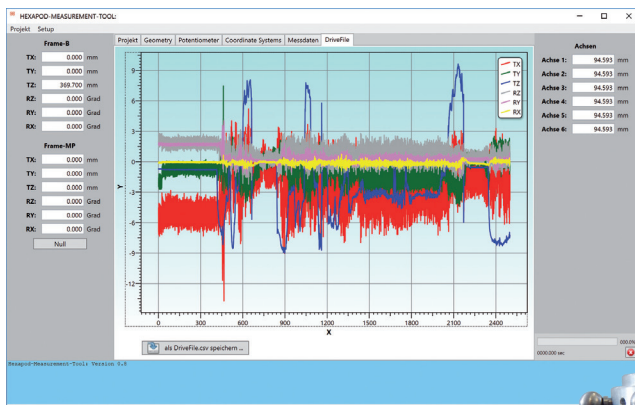 HEXAPOD-MEASUREMENT-TOOL:
Projekt Setup
Frame-B
TX: 0.000 mm
TY: 0.000 mm
TZ: 369.700 mm
RZ: 0.000 Grad
RY: 0.000 Grad
RX: 0.000 Grad
Frame-MP
TX: 0.000 mm
TY: 0.000 mm
TZ: 0.000 mm
RZ: 0.000 Grad
RY: 0.000 Grad
RX: 0.000 Grad
Null
Projekt Geometry Potentiometer Coordinate Systems Messdaten DriveFile
9
6
3
0
-3
-6
-9
-12
Y
TX
TY
TZ
RZ
RY
RX
0 300 600 900 1200 1500 1800 2100 2400
X
als DriveFile.csv speichern ...
Achsen
Achse 1: 94.593 mm
Achse 2: 94.593 mm
Achse 3: 94.593 mm
Achse 4: 94.593 mm
Achse 5: 94.593 mm
Achse 6: 94.593 mm
000.0%
0000.000 sec